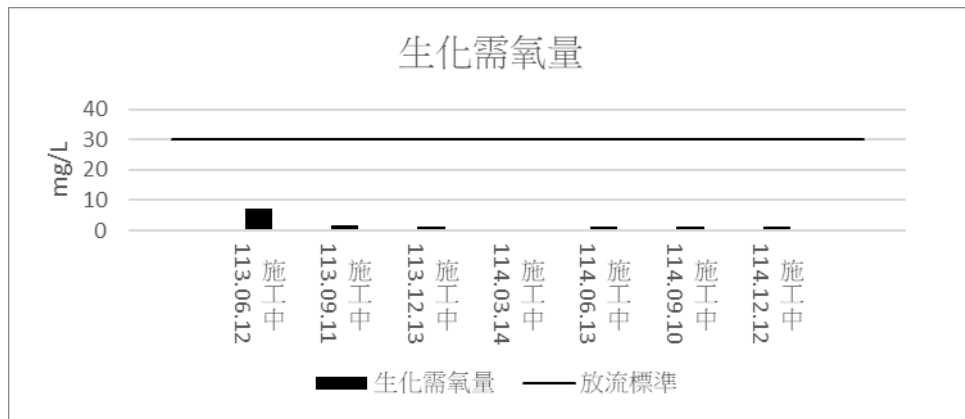 生化需氧量
40
30
20
10
0
mg/L
113.06.12 施工中
113.09.11 施工中
113.12.13 施工中
114.03.14 施工中
114.06.13 施工中
114.09.10 施工中
114.12.12 施工中
生化需氧量 放流標準